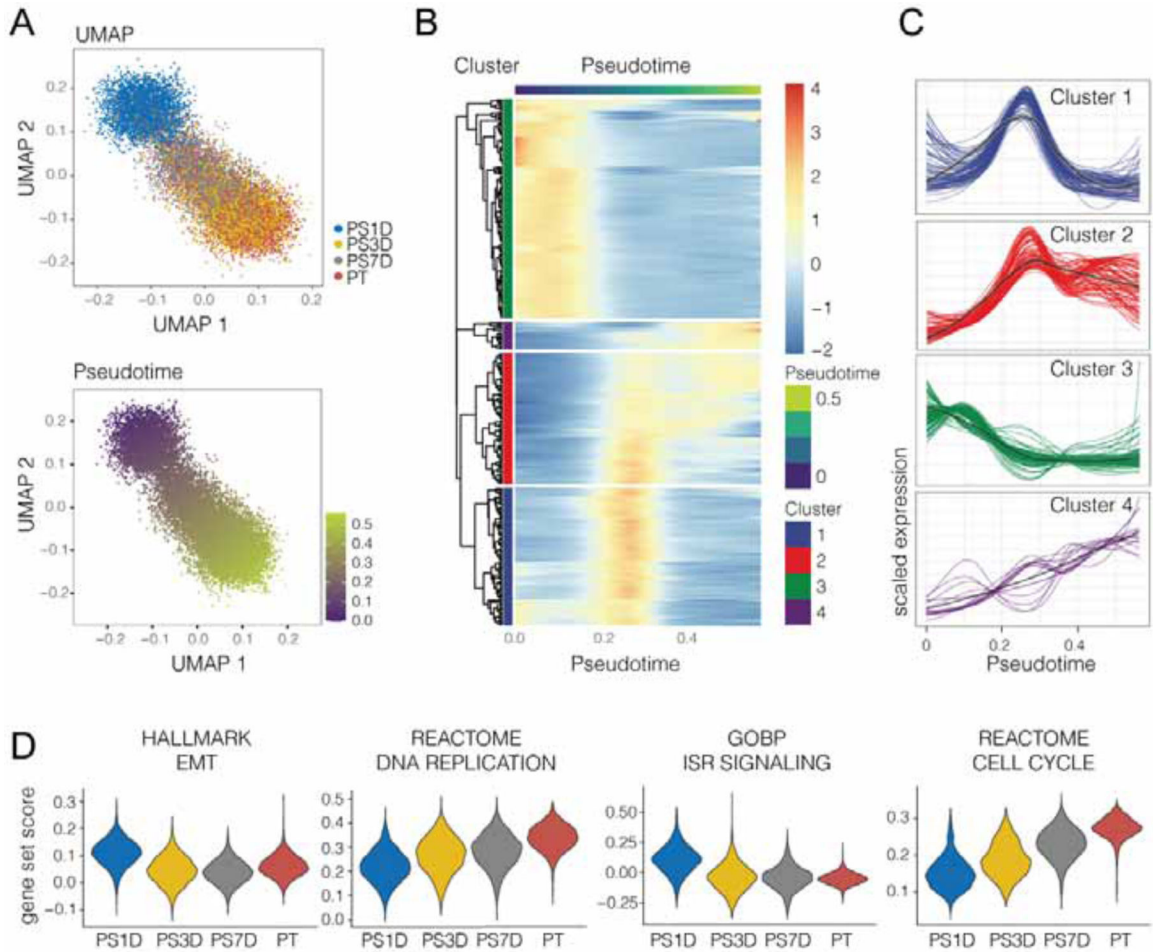 A
UMAP
0.2
0.1
0.0
−0.1
−0.2
UMAP 2
−0.2 −0.1 0.0 0.1 0.2
UMAP 1
PS1D
PS3D
PS7D
PT
Pseudotime
0.2
0.1
0.0
−0.1
−0.2
UMAP 2
−0.2 −0.1 0.0 0.1 0.2
UMAP 1
0.5
0.4
0.3
0.2
0.1
0.0
B
Cluster Pseudotime
4
3
2
1
0
−1
−2
Pseudotime
0.5
0
Cluster
1
2
3
4
0.0 0.2 0.4
Pseudotime
C
Cluster 1
Cluster 2
Cluster 3
Cluster 4
scaled expression
0 0.2 0.4
Pseudotime
D
gene set score
HALLMARK
EMT
0.3
0.2
0.1
0.0
−0.1
PS1D PS3D PS7D PT
REACTOME
DNA REPLICATION
0.5
0.4
0.3
0.2
0.1
0.0
PS1D PS3D PS7D PT
GOBP
ISR SIGNALING
0.50
0.25
0.00
−0.25
PS1D PS3D PS7D PT
REACTOME
CELL CYCLE
0.3
0.2
0.1
PS1D PS3D PS7D PT